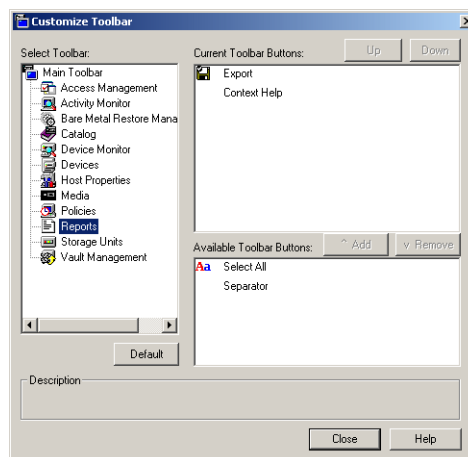 Customize Toolbar
Select Toolbar:
Main Toolbar
Access Management
Activity Monitor
Bare Metal Restore Mana
Catalog
Device Monitor
Devices
Host Properties
Media
Policies
Reports
Storage Units
Vault Management
Default
Current Toolbar Buttons:
Up
Down
Export
Context Help
Available Toolbar Buttons:
^ Add
v Remove
Aa Select All
Separator
Description
Close
Help